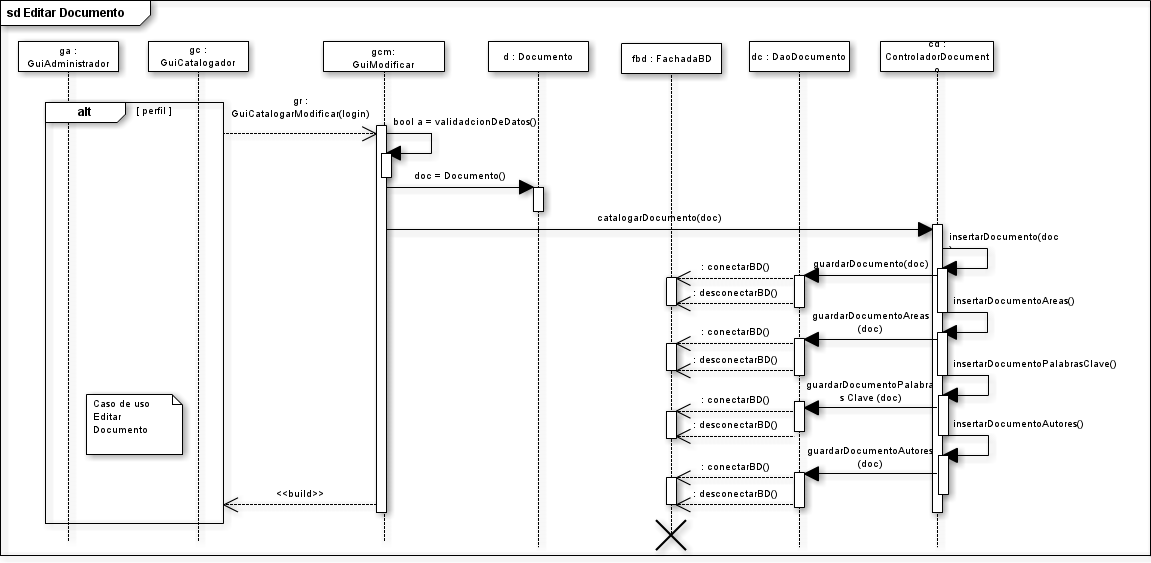 sd Editar Documento
ga :
GuiAdministrador
gc :
GuiCatalogador
gcm:
GuiModificar
d : Documento
fbd : FachadaBD
dc : DaoDocumento
cd :
ControladorDocument
o
alt
[ perfil ]
gr :
GuiCatalogarModificar(login)
bool a = validadcionDeDatos()
doc = Documento()
catalogarDocumento(doc)
insertarDocumento(doc
)
guardarDocumento(doc)
: conectarBD()
: desconectarBD()
insertarDocumentoAreas()
guardarDocumentoAreas
(doc)
: conectarBD()
: desconectarBD()
insertarDocumentoPalabrasClave()
guardarDocumentoPalabra
s Clave (doc)
: conectarBD()
: desconectarBD()
insertarDocumentoAutores()
guardarDocumentoAutores
(doc)
: conectarBD()
: desconectarBD()
Caso de uso
Editar
Documento
<<build>>